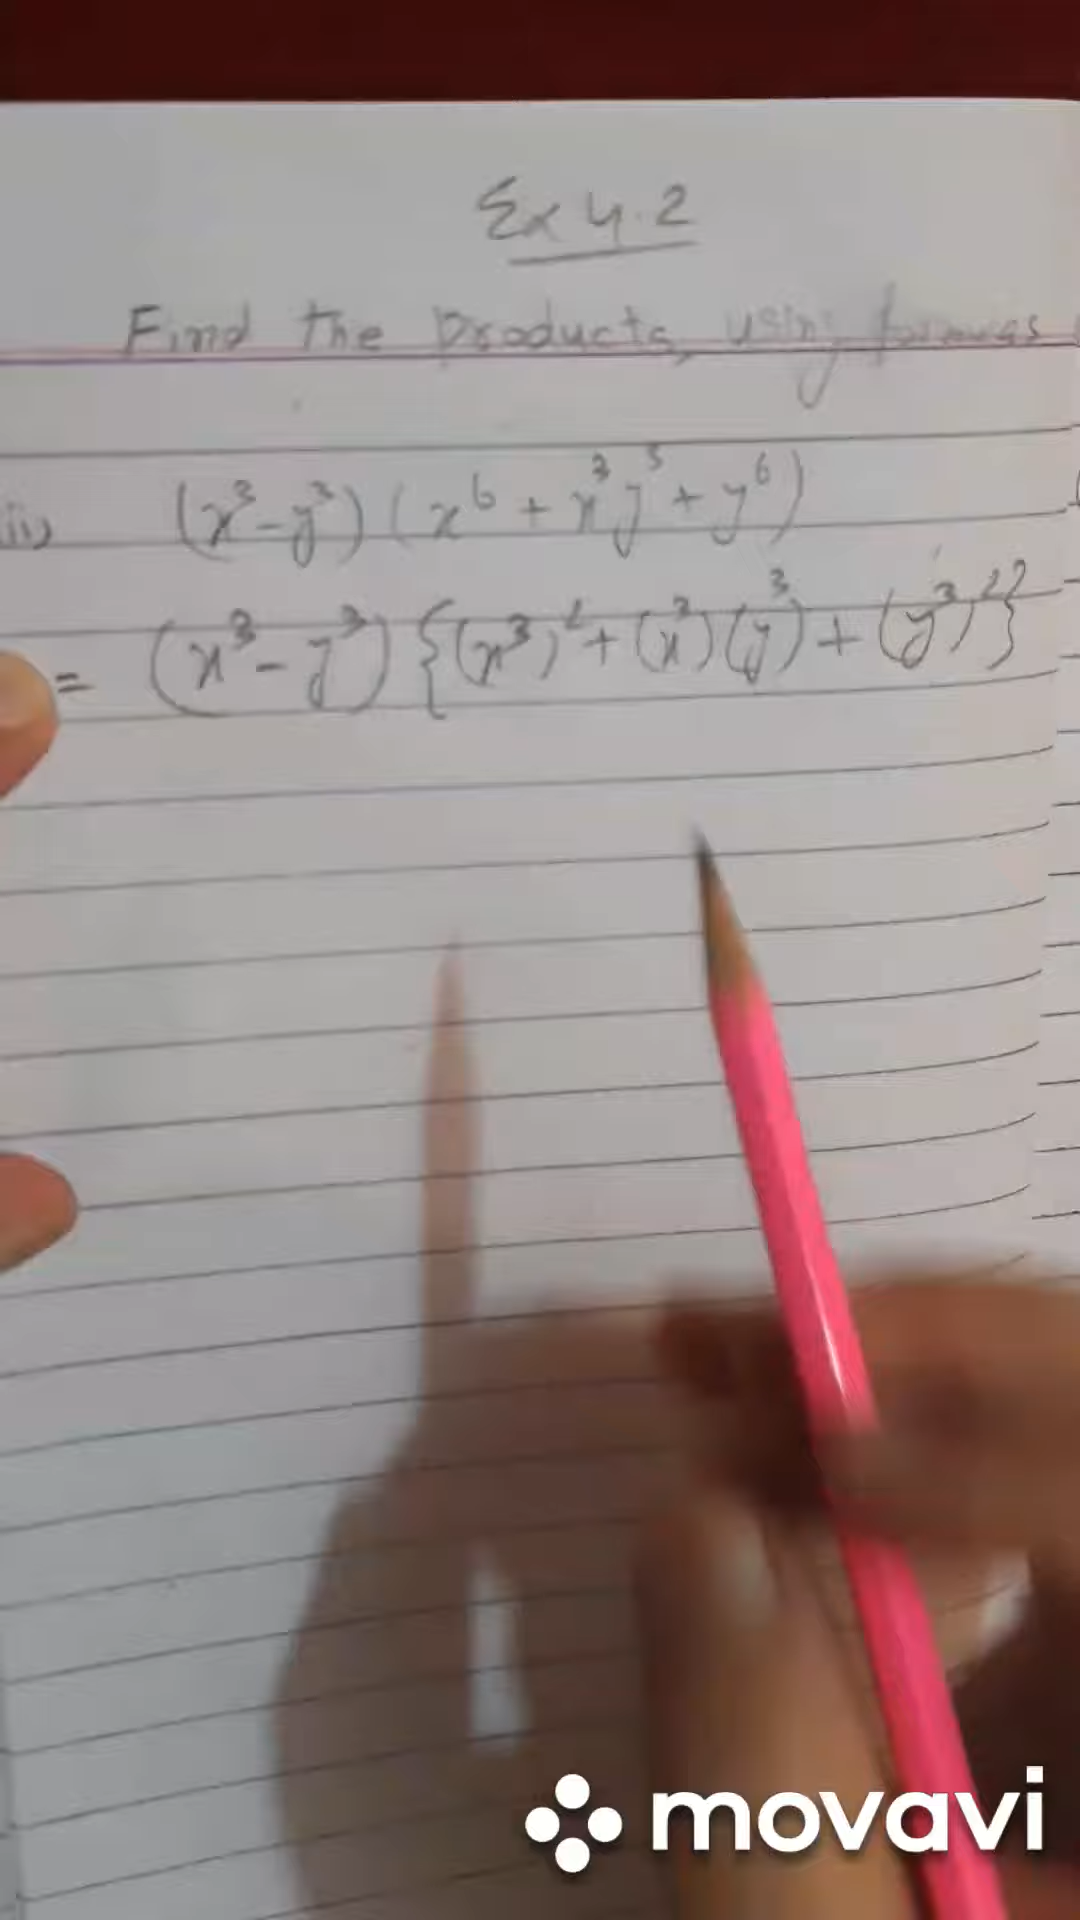 Ex 4.2
Find the Products, using formulas
ii) (x³-y³)(x⁶+x³y³+y⁶)
= (x³-y³){(x³)²+(x³)(y³)+(y³)²}
movavi